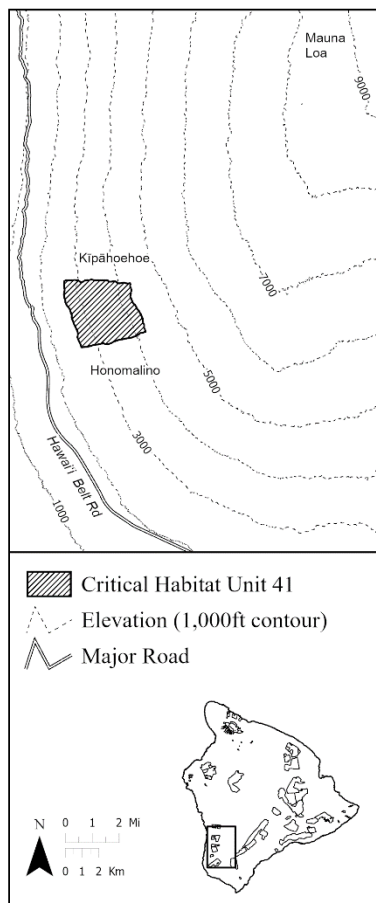 Mauna
Loa
9000
Kīpāhoehoe
7000
Honomalino
5000
3000
Hawai'i Belt Rd
1000
Critical Habitat Unit 41
Elevation (1,000ft contour)
Major Road
N
0 1 2 Mi
0 1 2 Km